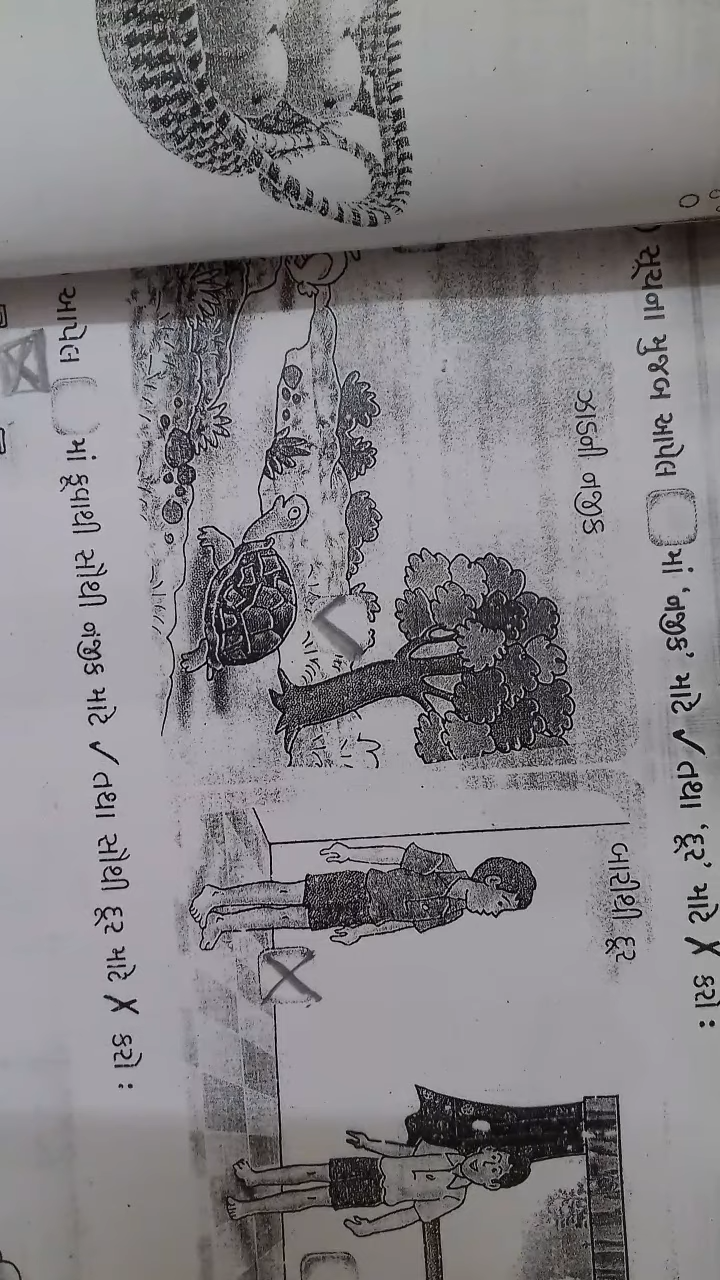 સૂચના મુજબ આપેલ માં 'નજીક' માટે ✓ તથા 'દૂર' માટે X કરો :
ઝાડની નજીક
બારીથી દૂર
આપેલ માં કૂવાથી સૌથી નજીક માટે ✓ તથા સૌથી દૂર માટે X કરો :